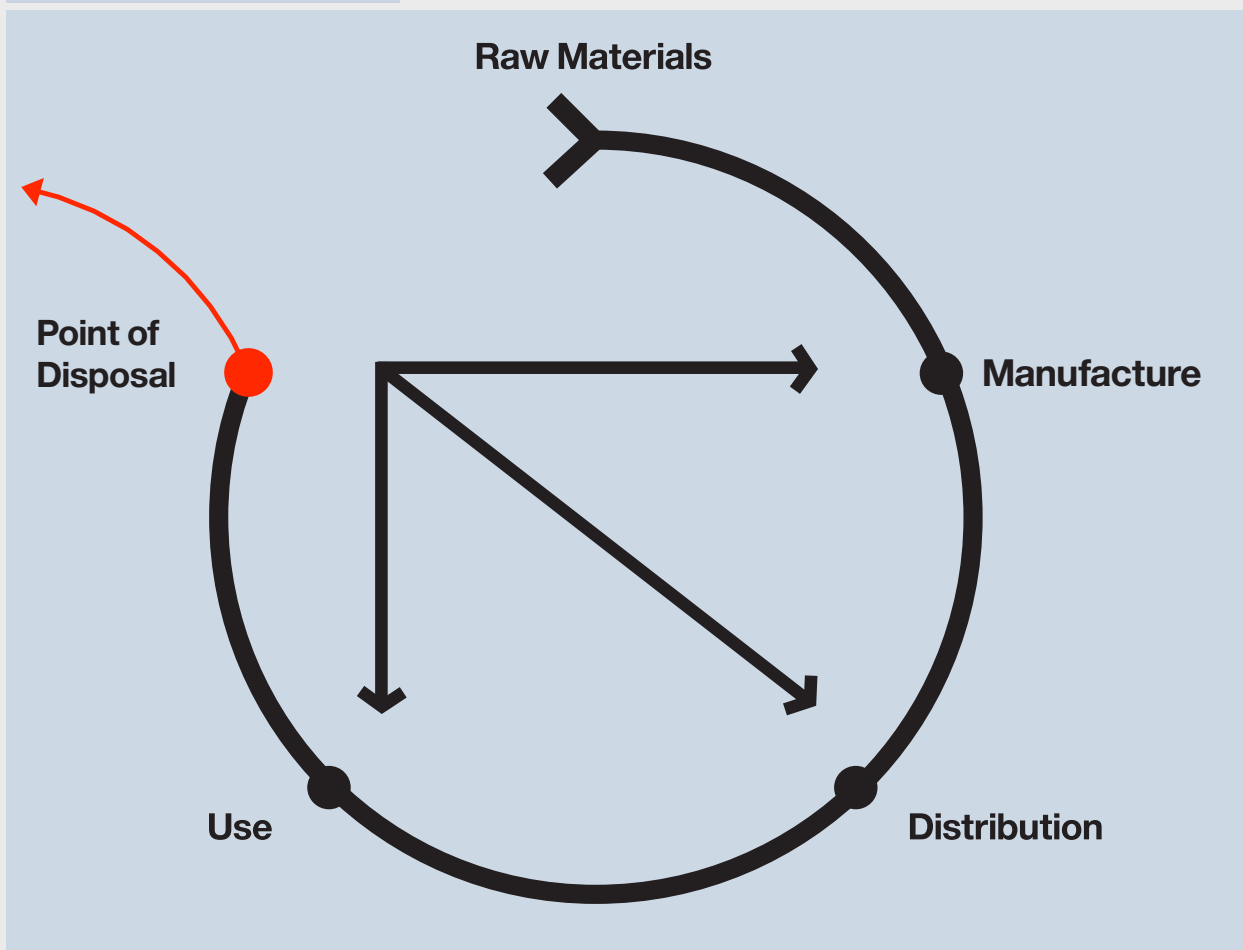 Raw Materials
Point of
Disposal
Manufacture
Use
Distribution